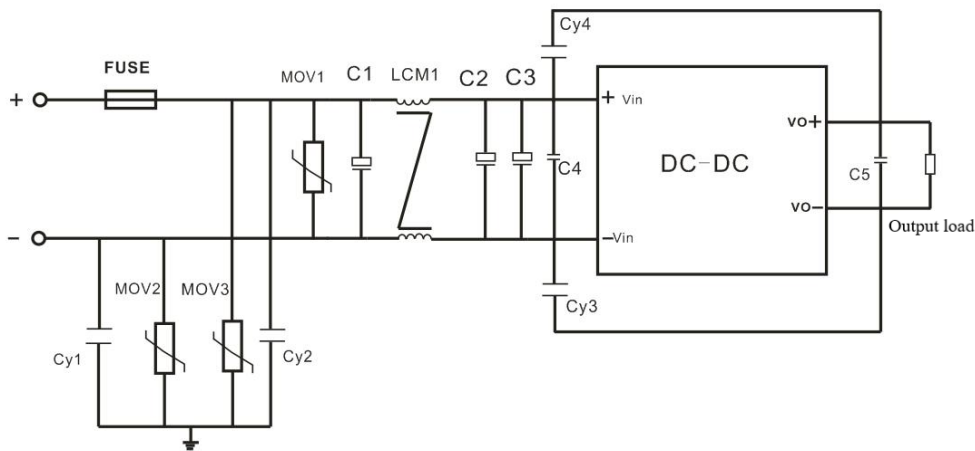 Cy4
FUSE
MOV1
C1
LCM1
C2
C3
+
+
Vin
VO+
DC-DC
C4
C5
VO-
Output load
-
-Vin
MOV2
MOV3
Cy3
Cy1
Cy2